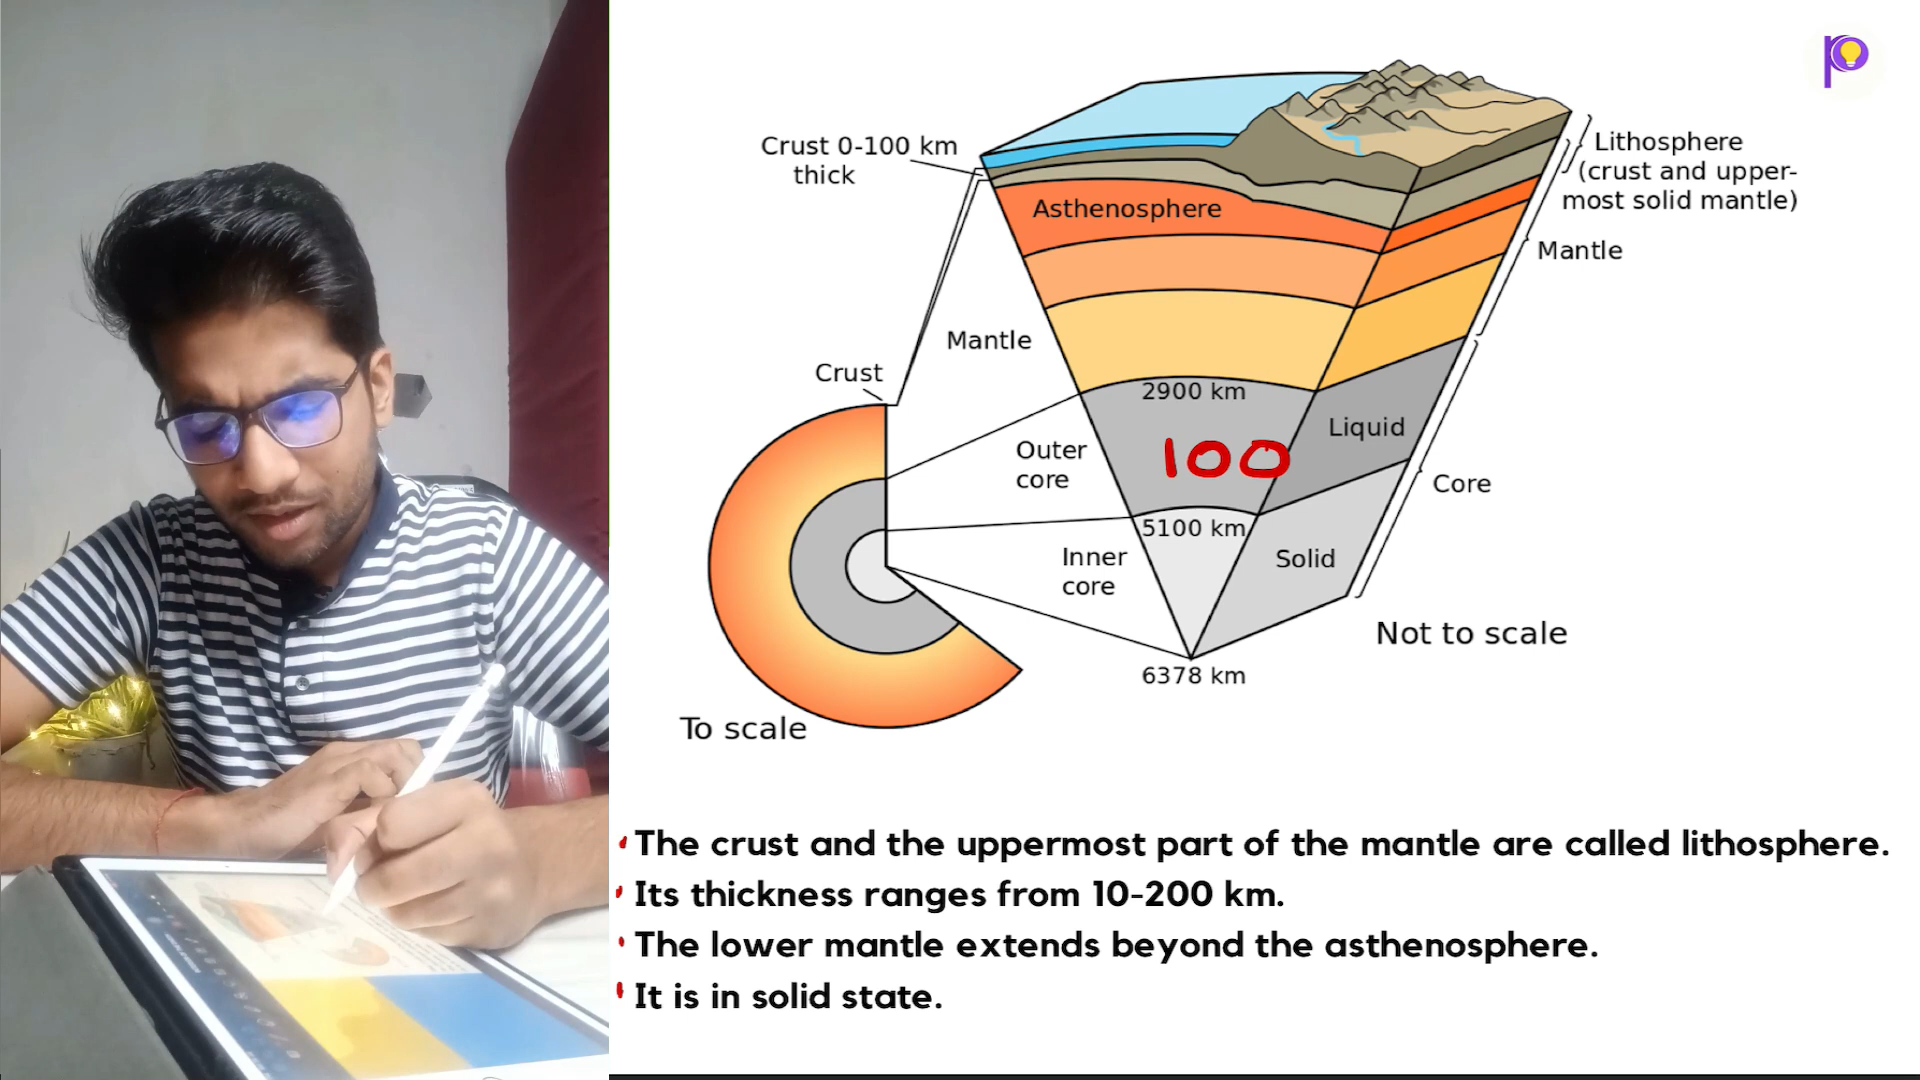 Crust 0-100 km
thick
Lithosphere
(crust and upper-
most solid mantle)
Asthenosphere
Mantle
Mantle
Crust
2900 km
Liquid
Outer
core
100
Core
5100 km
Inner
core
Solid
Not to scale
6378 km
To scale
The crust and the uppermost part of the mantle are called lithosphere.
Its thickness ranges from 10-200 km.
The lower mantle extends beyond the asthenosphere.
It is in solid state.